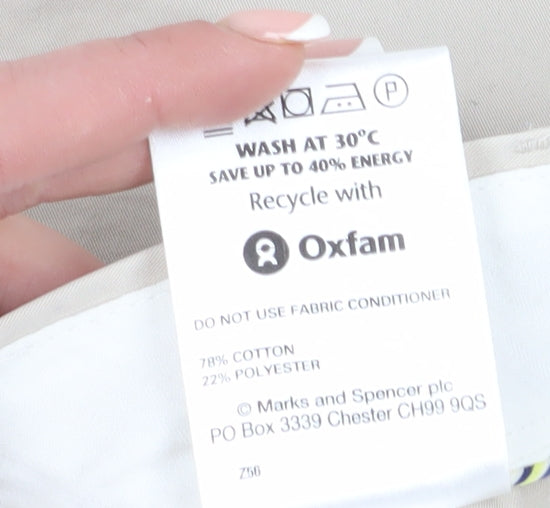 P
WASH AT 30°C
SAVE UP TO 40% ENERGY
Recycle with
Oxfam
DO NOT USE FABRIC CONDITIONER
78% COTTON
22% POLYESTER
© Marks and Spencer plc
PO Box 3339 Chester CH99 9QS
Z56